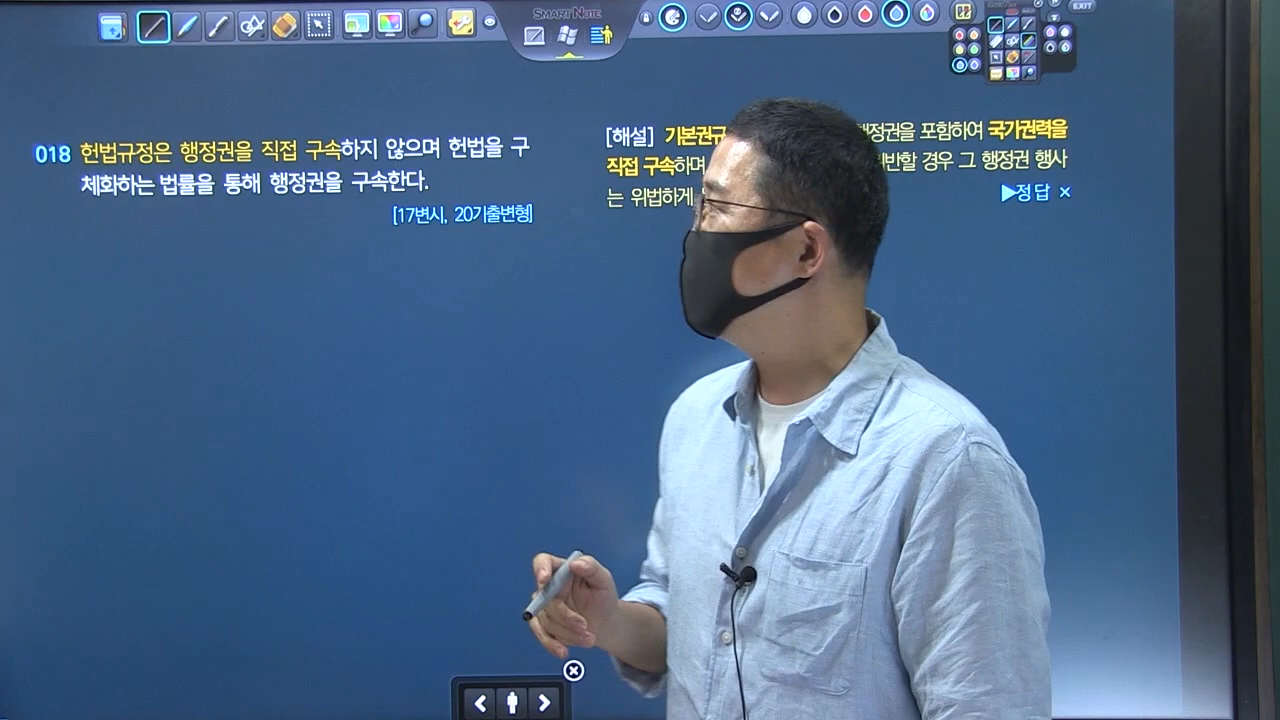 SMART NOTE
EXIT
018 헌법규정은 행정권을 직접 구속하지 않으며 헌법을 구
체화하는 법률을 통해 행정권을 구속한다.
[17변시, 20기출변형]
[해설] 기본권규 행정권을 포함하여 국가권력을
직접 구속하며 위반할 경우 그 행정권 행사
는 위법하게
▶정답 ×